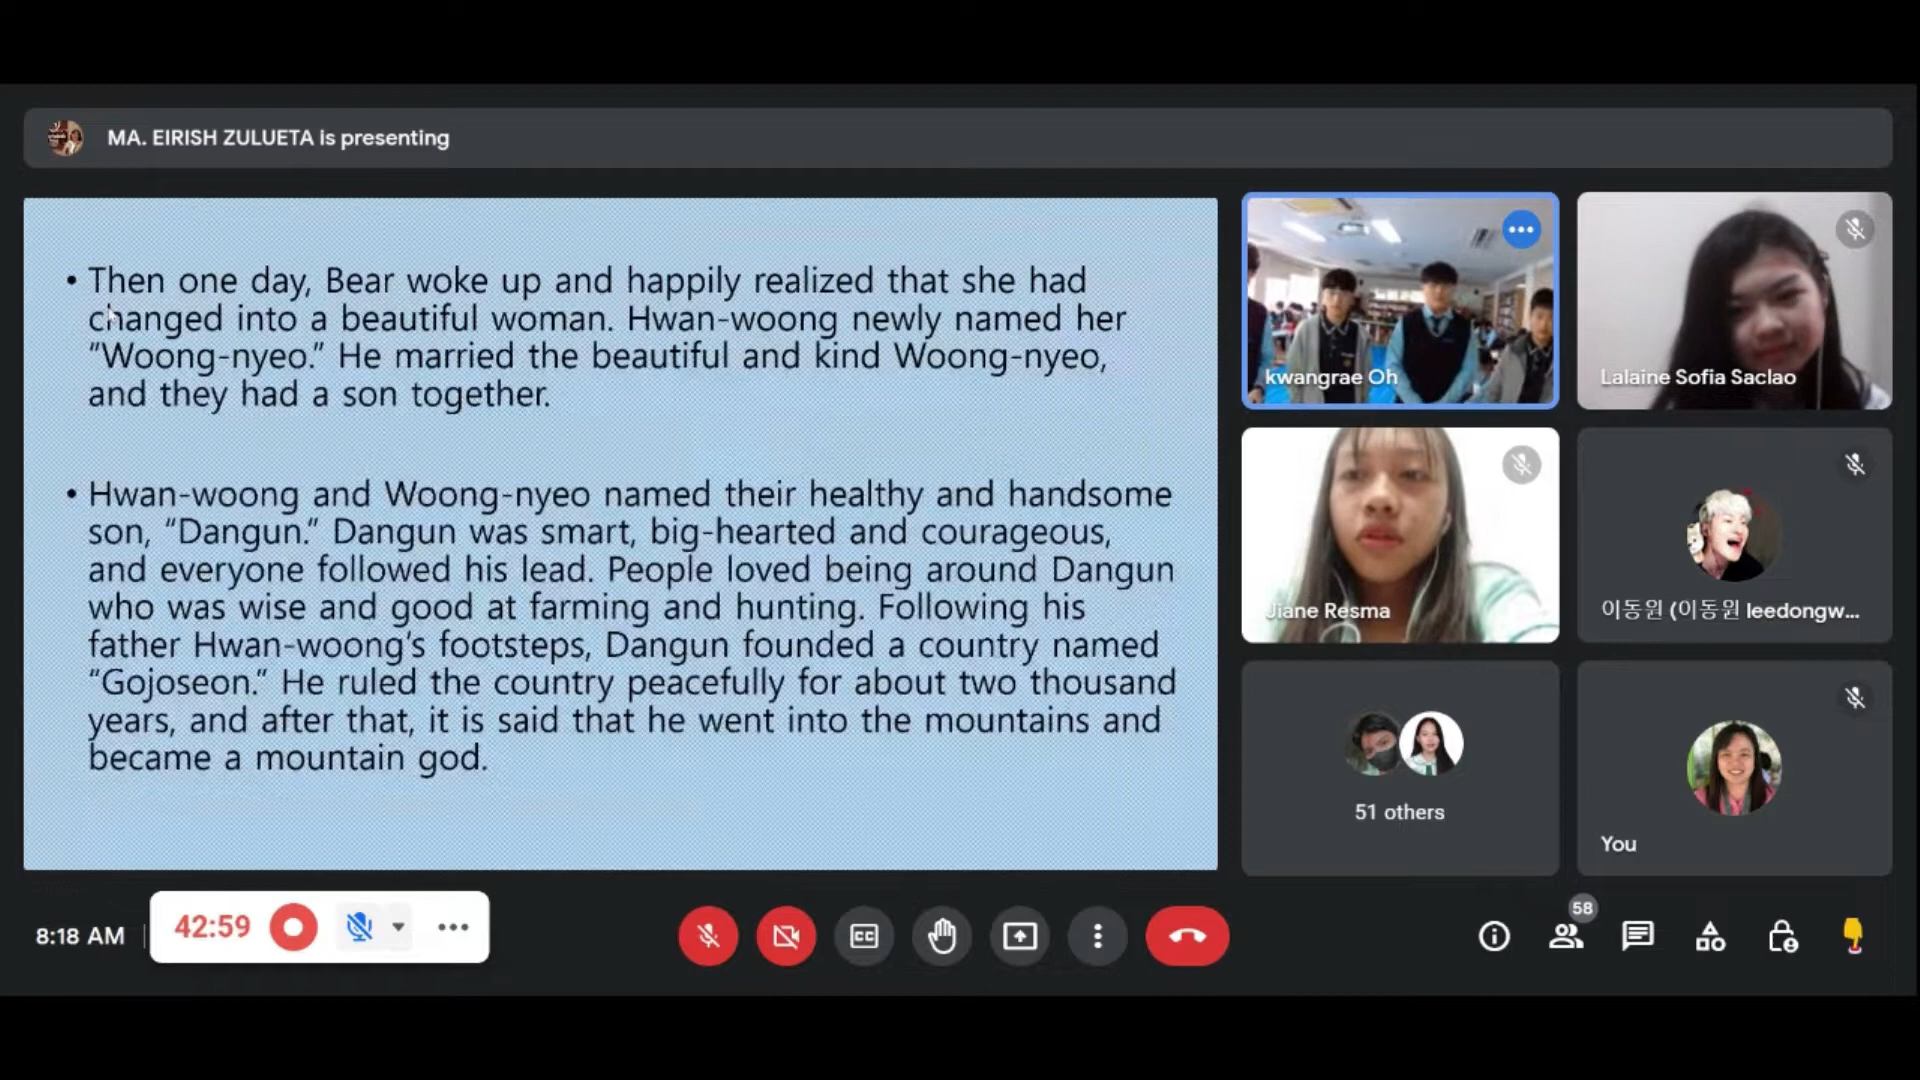 MA. EIRISH ZULUETA is presenting
• Then one day, Bear woke up and happily realized that she had
changed into a beautiful woman. Hwan-woong newly named her
“Woong-nyeo.” He married the beautiful and kind Woong-nyeo,
and they had a son together.
• Hwan-woong and Woong-nyeo named their healthy and handsome
son, “Dangun.” Dangun was smart, big-hearted and courageous,
and everyone followed his lead. People loved being around Dangun
who was wise and good at farming and hunting. Following his
father Hwan-woong’s footsteps, Dangun founded a country named
“Gojoseon.” He ruled the country peacefully for about two thousand
years, and after that, it is said that he went into the mountains and
became a mountain god.
kwangrae Oh
Lalaine Sofia Saclao
Jiane Resma
이동원 (이동원 leedongw...
51 others
You
8:18 AM
42:59
CC
58